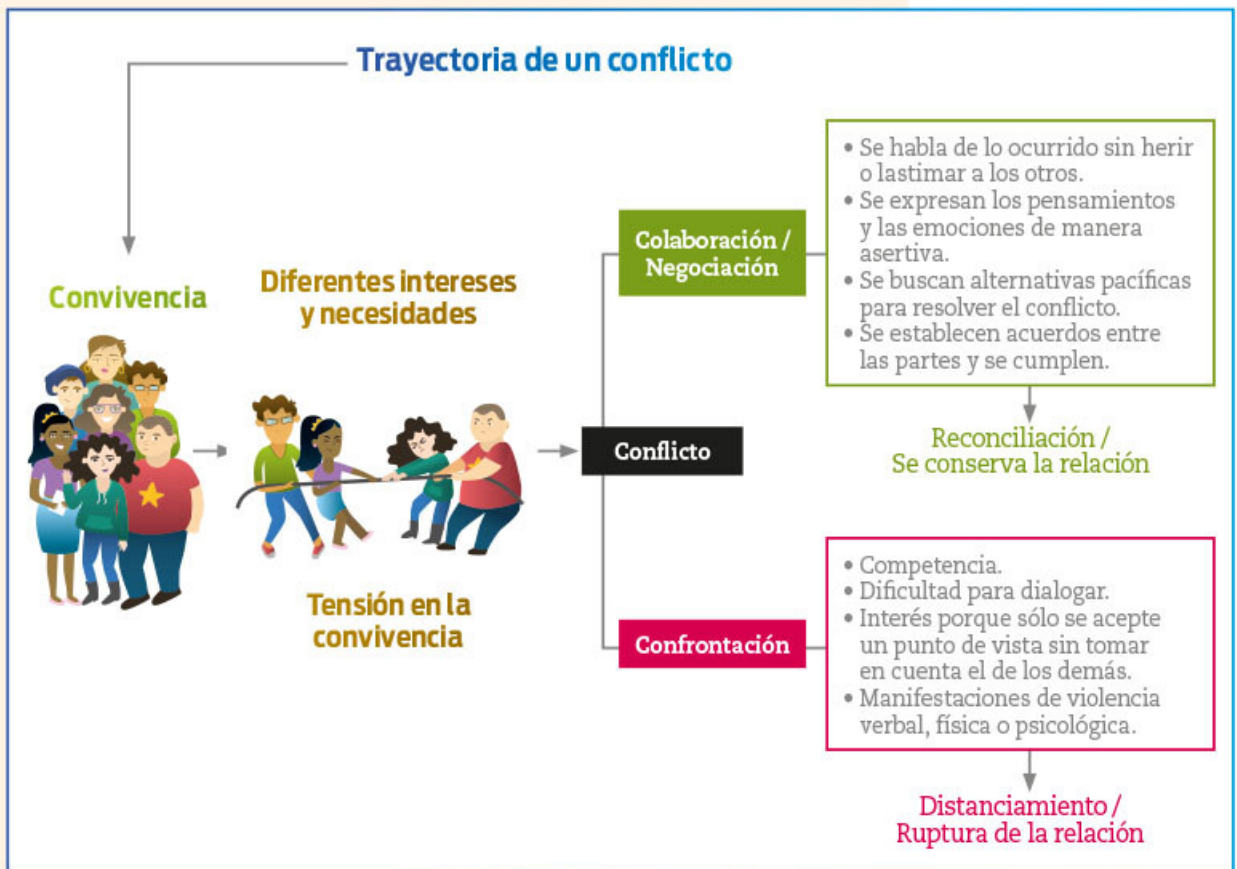 Trayectoria de un conflicto
Convivencia
Diferentes intereses
y necesidades
Tensión en la
convivencia
Conflicto
Colaboración /
Negociación
• Se habla de lo ocurrido sin herir
o lastimar a los otros.
• Se expresan los pensamientos
y las emociones de manera
asertiva.
• Se buscan alternativas pacíficas
para resolver el conflicto.
• Se establecen acuerdos entre
las partes y se cumplen.
Reconciliación /
Se conserva la relación
Confrontación
• Competencia.
• Dificultad para dialogar.
• Interés porque sólo se acepte
un punto de vista sin tomar
en cuenta el de los demás.
• Manifestaciones de violencia
verbal, física o psicológica.
Distanciamiento /
Ruptura de la relación